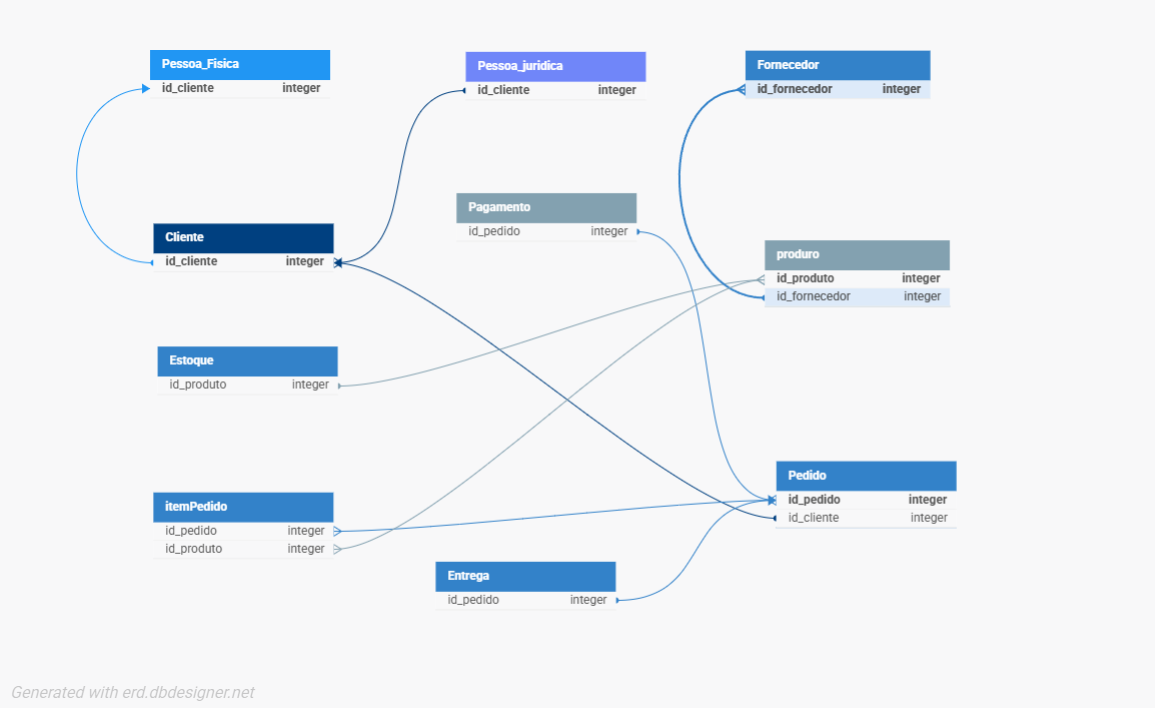 Pessoa_Fisica
id_cliente integer
Pessoa_juridica
id_cliente integer
Fornecedor
id_fornecedor integer
Pagamento
id_pedido integer
Cliente
id_cliente integer
produro
id_produto integer
id_fornecedor integer
Estoque
id_produto integer
Pedido
id_pedido integer
id_cliente integer
itemPedido
id_pedido integer
id_produto integer
Entrega
id_pedido integer
Generated with erd.dbdesigner.net